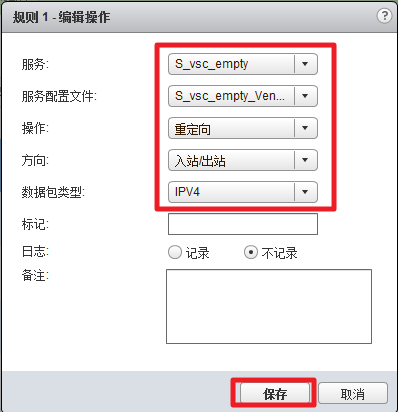 规则 1 - 编辑操作 ?
服务: S_vsc_empty
服务配置文件: S_vsc_empty_Ven...
操作: 重定向
方向: 入站/出站
数据包类型: IPV4
标记:
日志: 记录 不记录
备注:
保存 取消